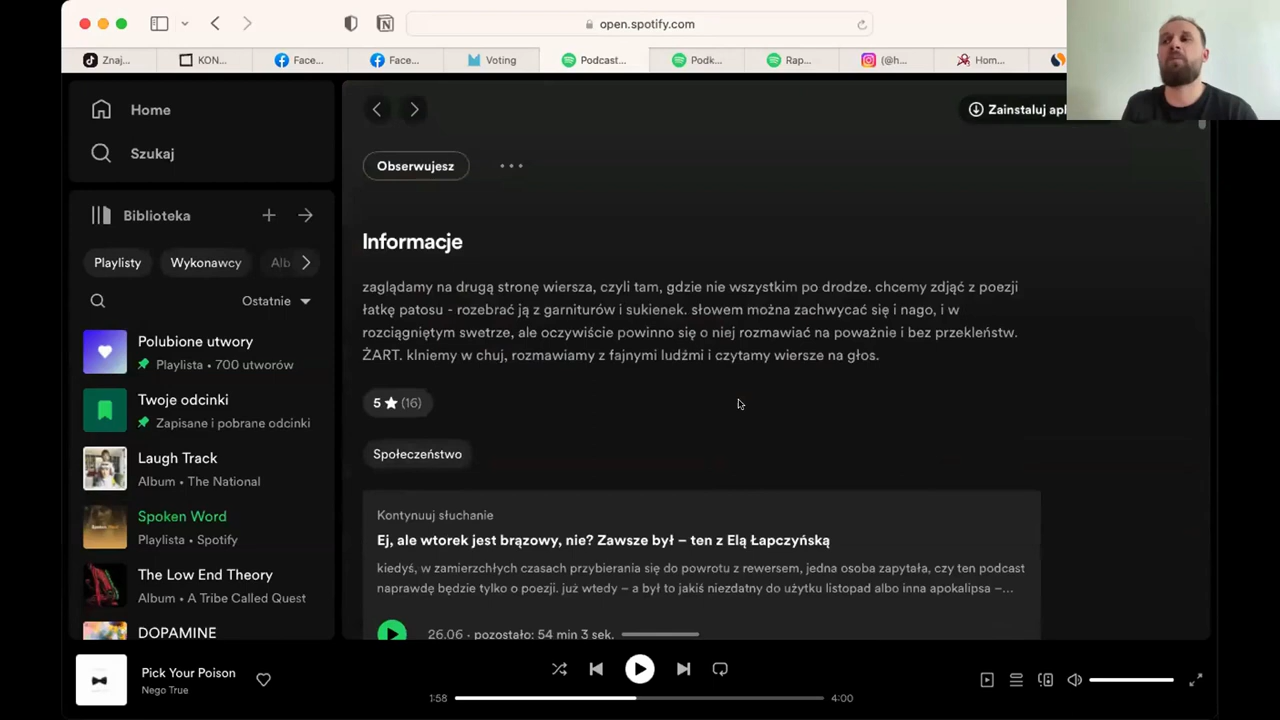 open.spotify.com
Znaj...
KON...
Face...
Face...
Voting
Podcast...
Podk...
Rap...
(@h...
Hom...
Home
Szukaj
Zainstaluj apl
Obserwujesz
Biblioteka
Informacje
Playlisty
Wykonawcy
Alb
zaglądamy na drugą stronę wiersza, czyli tam, gdzie nie wszystkim po drodze. chcemy zdjąć z poezji
łatkę patosu - rozebrać ją z garniturów i sukienek. słowem można zachwycać się i nago, i w
rozciągniętym swetrze, ale oczywiście powinno się o niej rozmawiać na poważnie i bez przekleństw.
ŻART. klniemy w chuj, rozmawiamy z fajnymi ludźmi i czytamy wiersze na głos.
Ostatnie
Polubione utwory
Playlista • 700 utworów
Twoje odcinki
Zapisane i pobrane odcinki
Laugh Track
Album • The National
Spoken Word
Playlista • Spotify
The Low End Theory
Album • A Tribe Called Quest
DOPAMINE
5 ★ (16)
Społeczeństwo
Kontynuuj słuchanie
Ej, ale wtorek jest brązowy, nie? Zawsze był – ten z Elą Łapczyńską
kiedyś, w zamierzchłych czasach przybierania się do powrotu z rewersem, jedna osoba zapytała, czy ten podcast
naprawdę będzie tylko o poezji. już wtedy – a był to jakiś niezdatny do użytku listopad albo inna apokalipsa –...
26.06 · pozostało: 54 min 3 sek.
Pick Your Poison
Nego True
1:58
4:00